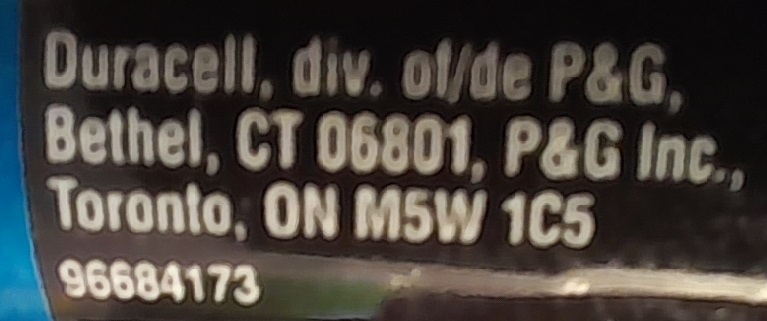 Duracell, div. of/de P&G,
Bethel, CT 06801, P&G Inc.,
Toronto, ON M5W 1C5
96684173